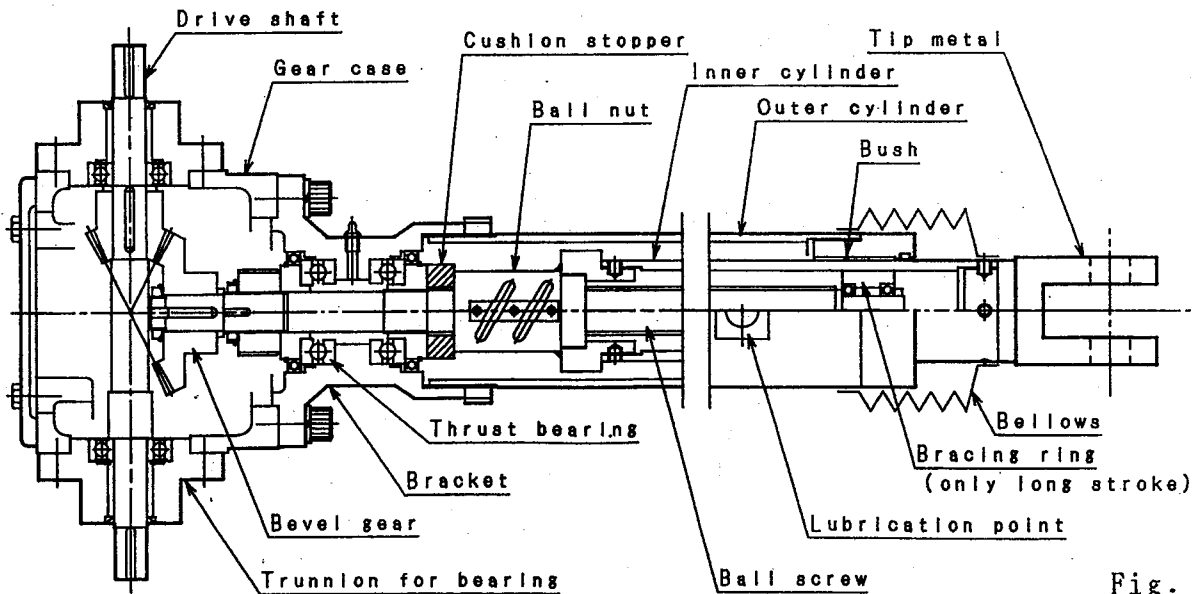 Drive shaft
Cushion stopper
Tip metal
Gear case
Inner cylinder
Ball nut
Outer cylinder
Bush
Thrust bearing
Bellows
Bracing ring
(only long stroke)
Bracket
Bevel gear
Lubrication point
Trunnion for bearing
Ball screw
Fig.